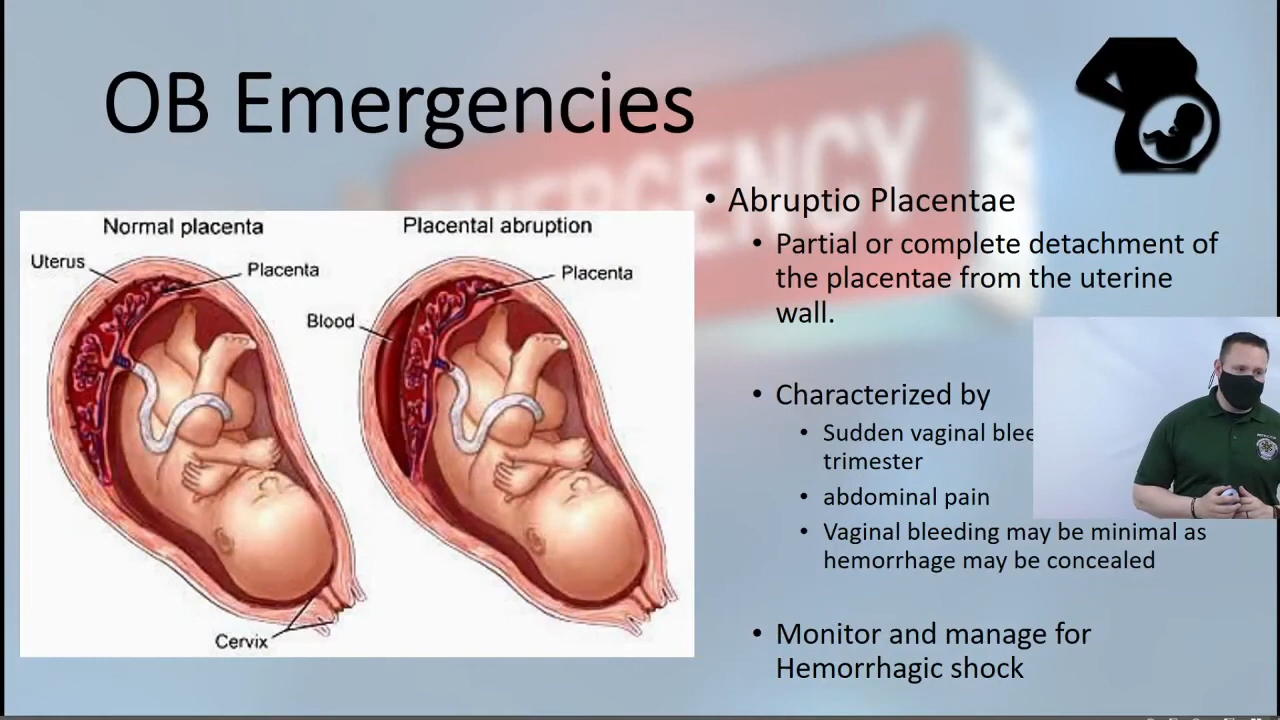 OB Emergencies
EMERGENCY
Normal placenta
Placental abruption
Uterus
Placenta
Placenta
Blood
Cervix
• Abruptio Placentae
• Partial or complete detachment of
the placentae from the uterine
wall.
• Characterized by
• Sudden vaginal
trimester
• abdominal pain
• Vaginal bleeding may be minimal as
hemorrhage may be concealed
• Monitor and manage for
Hemorrhagic shock